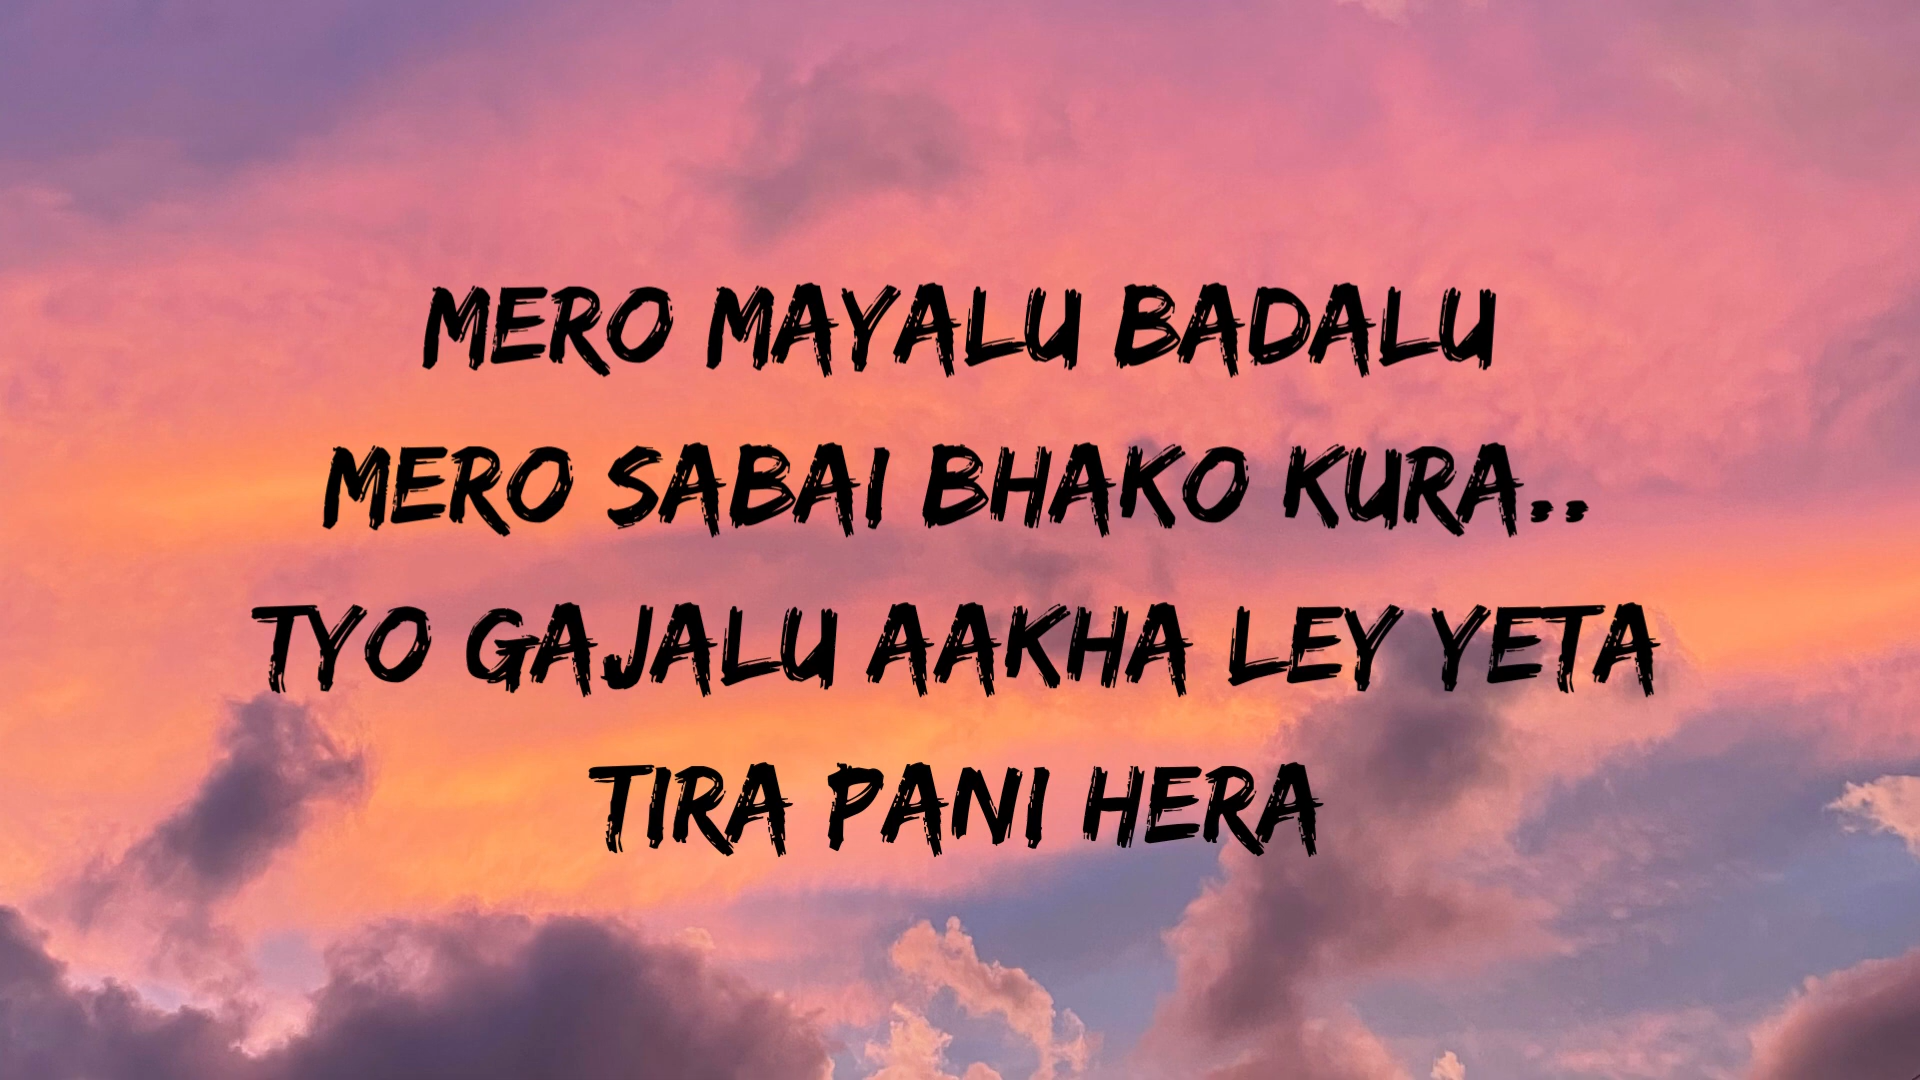 MERO MAYALU BADALU
MERO SABAI BHAKO KURA..
TYO GAJALU AAKHA LEY YETA
TIRA PANI HERA